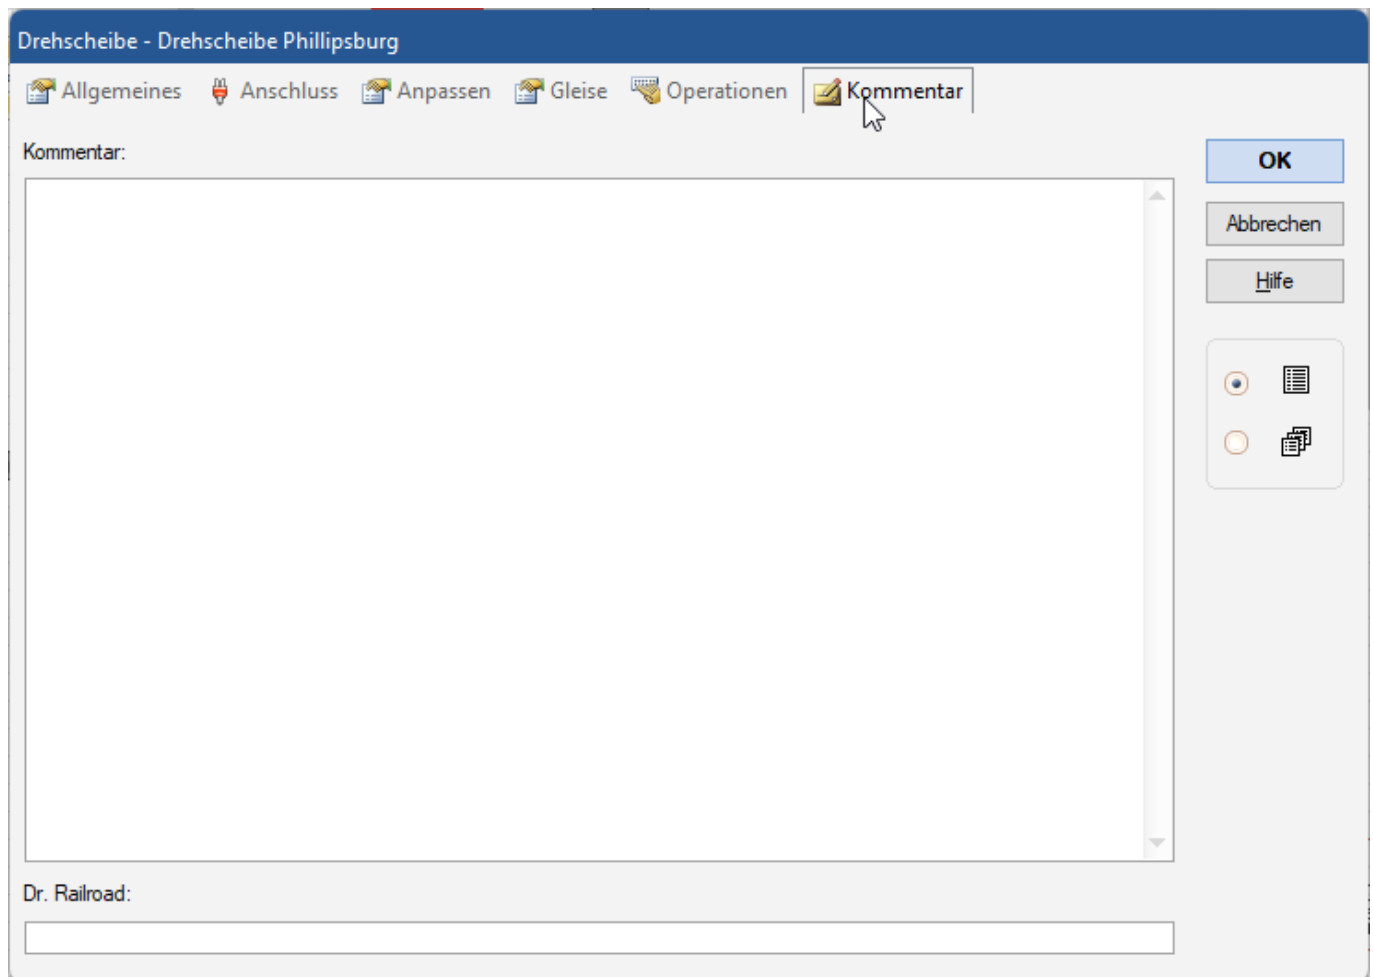 Drehscheibe - Drehscheibe Phillipsburg
Allgemeines Anschluss Anpassen Gleise Operationen Kommentar
Kommentar:
OK
Abbrechen
Hilfe
Dr. Railroad: